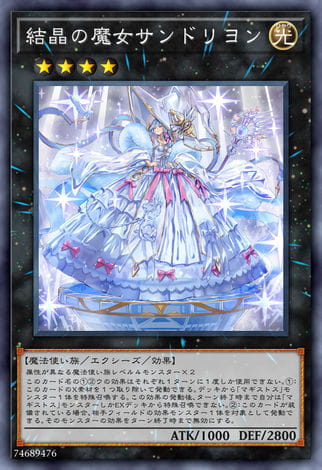 結晶の魔女サンドリヨン
光
【魔法使い族/エクシーズ/効果】
属性が異なる魔法使い族レベル4モンスター×2
このカード名の①②の効果はそれぞれ1ターンに1度しか使用できない。①:
このカードのX素材を1つ取り除いて発動できる。デッキから「マギストス」モ
ンスター1体を特殊召喚する。この効果の発動後、ターン終了時まで自分は「マ
ギストス」モンスターしかEXデッキから特殊召喚できない。②:このカードが装
備されている場合、相手フィールドの効果モンスター1体を対象として発動でき
る。そのモンスターの効果をターン終了時まで無効にする。
ATK/1000 DEF/2800
74689476